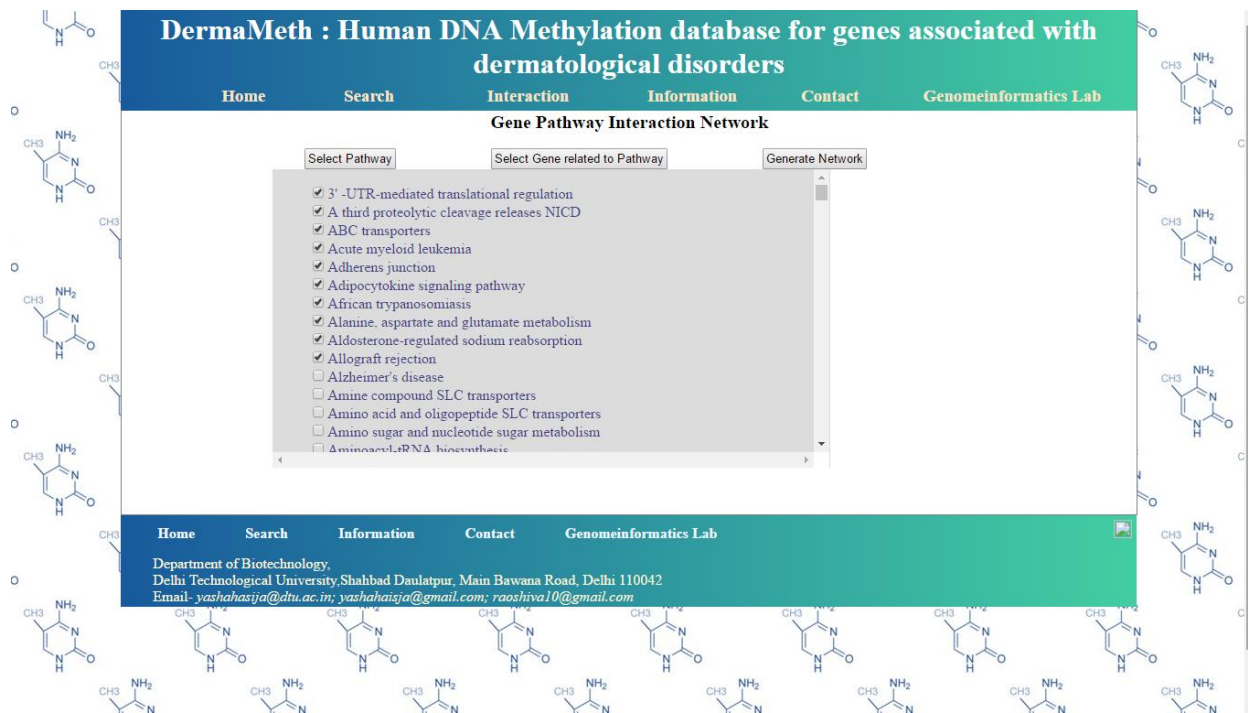 DermaMeth : Human DNA Methylation database for genes associated with
dermatological disorders
Home Search Interaction Information Contact Genomeinformatics Lab
Gene Pathway Interaction Network
Select Pathway Select Gene related to Pathway Generate Network
3' -UTR-mediated translational regulation
A third proteolytic cleavage releases NICD
ABC transporters
Acute myeloid leukemia
Adherens junction
Adipocytokine signaling pathway
African trypanosomiasis
Alanine, aspartate and glutamate metabolism
Aldosterone-regulated sodium reabsorption
Allograft rejection
Alzheimer's disease
Amine compound SLC transporters
Amino acid and oligopeptide SLC transporters
Amino sugar and nucleotide sugar metabolism
Aminoacyl-tRNA biosynthesis
Home Search Information Contact Genomeinformatics Lab
Department of Biotechnology,
Delhi Technological University,Shahbad Daulatpur, Main Bawana Road, Delhi 110042
Email- yashahasija@dtu.ac.in; yashahaisja@gmail.com; raoshiva10@gmail.com